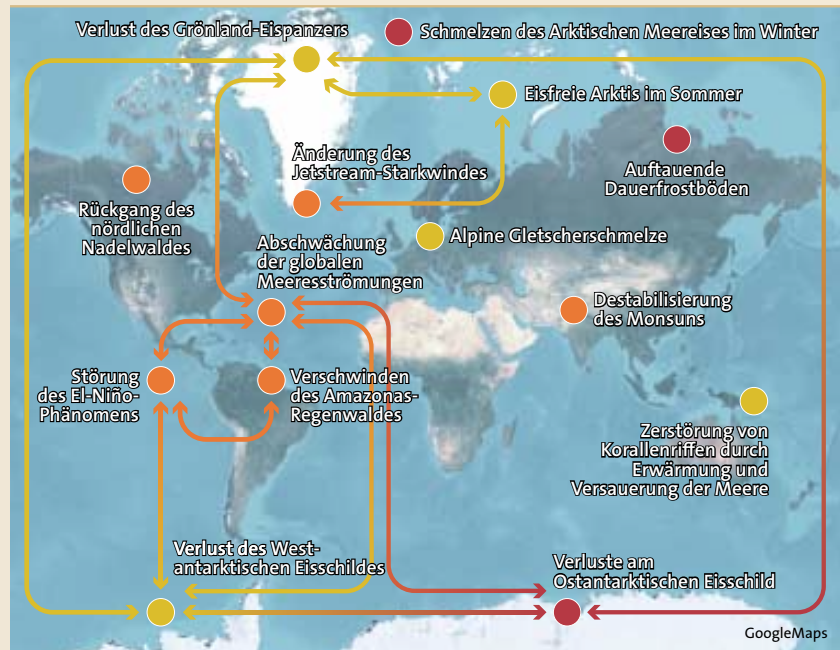 Verlust des Grönland-Eispanzers
Schmelzen des Arktischen Meereises im Winter
Eisfreie Arktis im Sommer
Änderung des
Jetstream-Starkwindes
Auftauende
Dauerfrostböden
Rückgang des
nördlichen
Nadelwaldes
Alpine Gletscherschmelze
Abschwächung
der globalen
Meeresströmungen
Destabilisierung
des Monsuns
Störung
des El-Niño-
Phänomens
Verschwinden
des Amazonas-
Regenwaldes
Zerstörung von
Korallenriffen durch
Erwärmung und
Versauerung der Meere
Verlust des West-
antarktischen Eisschildes
Verluste am
Ostantarktischen Eisschild
GoogleMaps